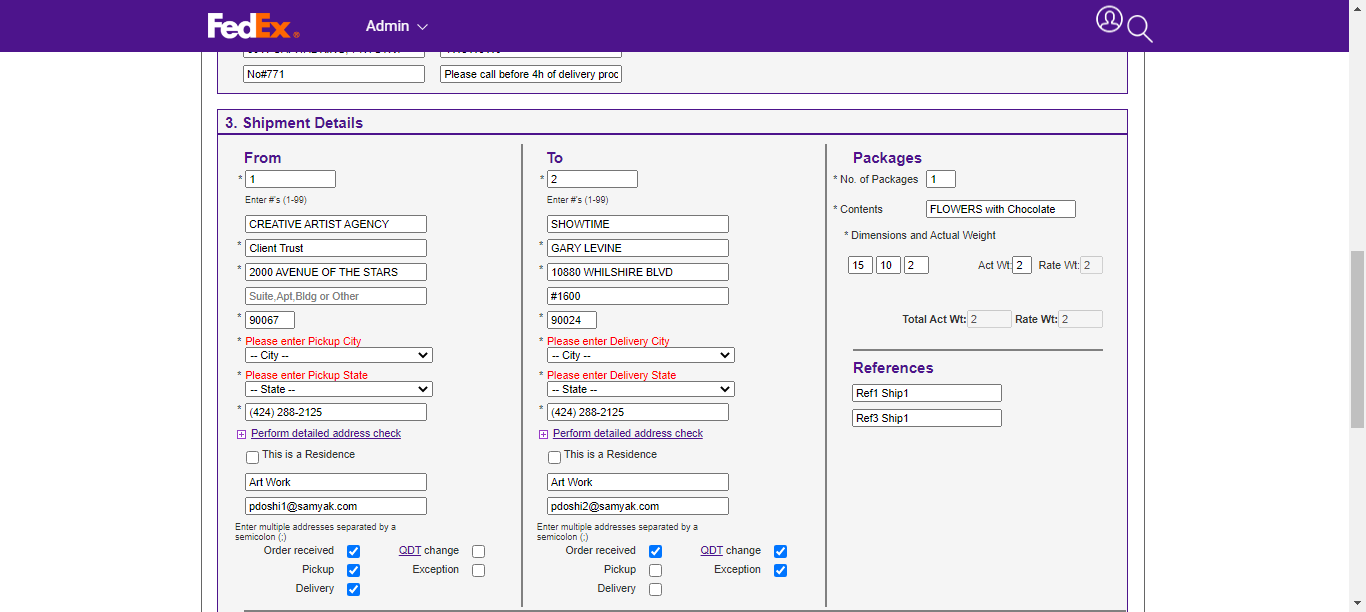 FedEx®
Admin
No#771
Please call before 4h of delivery proc
3. Shipment Details
From
* 1
Enter #'s (1-99)
CREATIVE ARTIST AGENCY
* Client Trust
* 2000 AVENUE OF THE STARS
Suite,Apt,Bldg or Other
* 90067
* Please enter Pickup City
-- City --
* Please enter Pickup State
-- State --
* (424) 288-2125
Perform detailed address check
This is a Residence
Art Work
pdoshi1@samyak.com
Enter multiple addresses separated by a
semicolon (;)
Order received QDT change
Pickup Exception
Delivery
To
* 2
Enter #'s (1-99)
SHOWTIME
* GARY LEVINE
* 10880 WHILSHIRE BLVD
#1600
* 90024
* Please enter Delivery City
-- City --
* Please enter Delivery State
-- State --
* (424) 288-2125
Perform detailed address check
This is a Residence
Art Work
pdoshi2@samyak.com
Enter multiple addresses separated by a
semicolon (;)
Order received QDT change
Pickup Exception
Delivery
Packages
* No. of Packages 1
* Contents FLOWERS with Chocolate
* Dimensions and Actual Weight
15 10 2 Act Wt: 2 Rate Wt: 2
Total Act Wt: 2 Rate Wt: 2
References
Ref1 Ship1
Ref3 Ship1